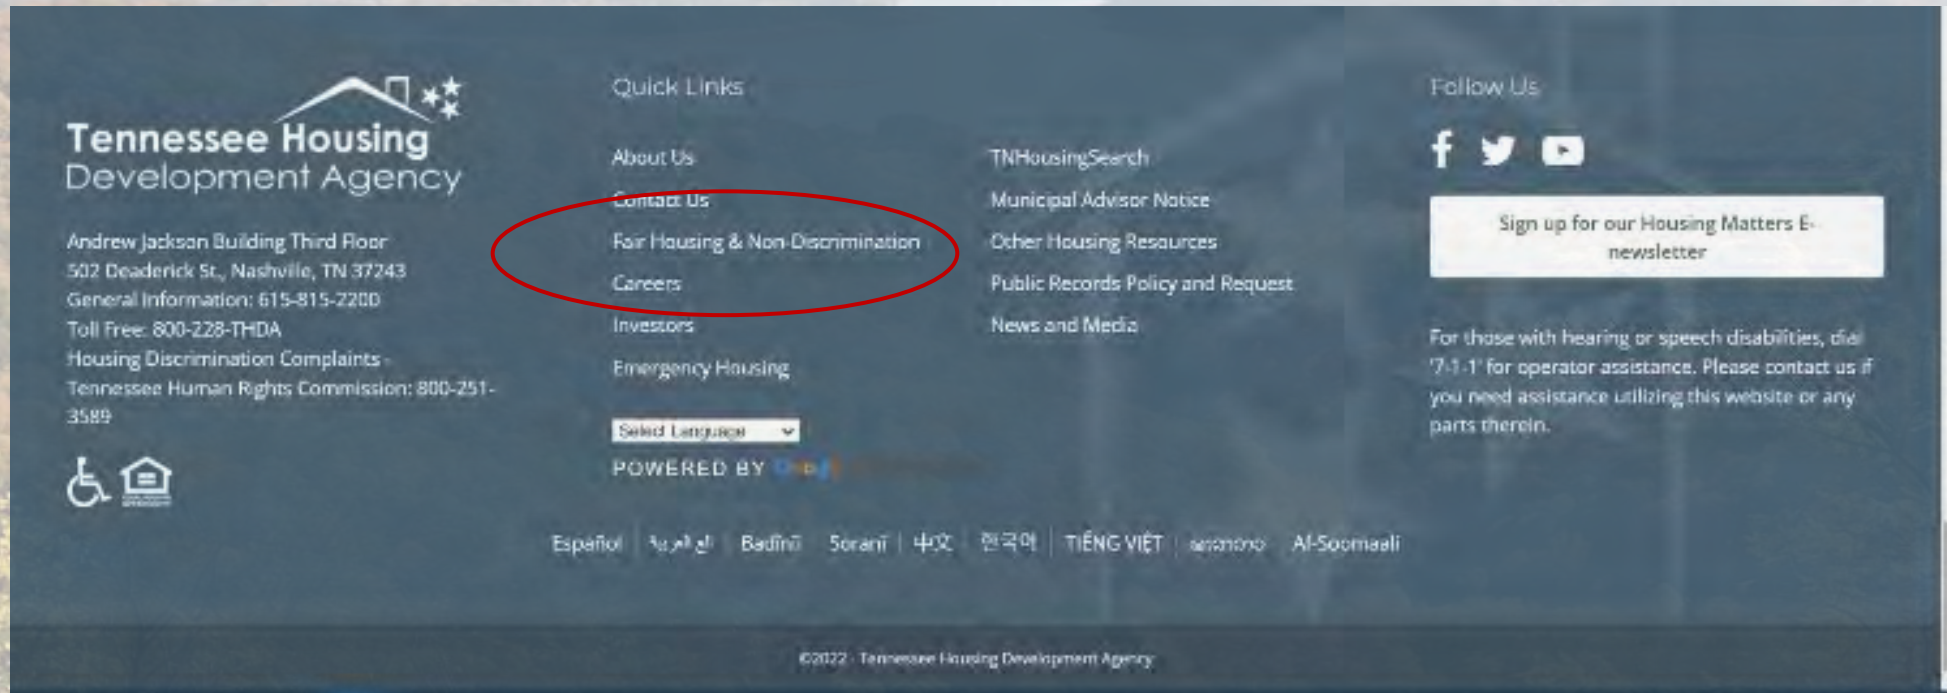 Tennessee Housing
Development Agency
Andrew Jackson Building Third Floor
502 Deaderick St., Nashville, TN 37243
General Information: 615-815-2200
Toll Free: 800-228-THDA
Housing Discrimination Complaints -
Tennessee Human Rights Commission: 800-251-
3589
Quick Links
About Us
Contact Us
Fair Housing & Non-Discrimination
Careers
Investors
Emergency Housing
Select Language
POWERED BY
TNHousingSearch
Municipal Advisor Notice
Other Housing Resources
Public Records Policy and Request
News and Media
Follow Us
Sign up for our Housing Matters E-
newsletter
For those with hearing or speech disabilities, dial
'7-1-1' for operator assistance. Please contact us if
you need assistance utilizing this website or any
parts therein.
Español | Badînî Soranî | 中文 | 한국어 | TIẾNG VIỆT | Af-Soomaali
©2022 - Tennessee Housing Development Agency